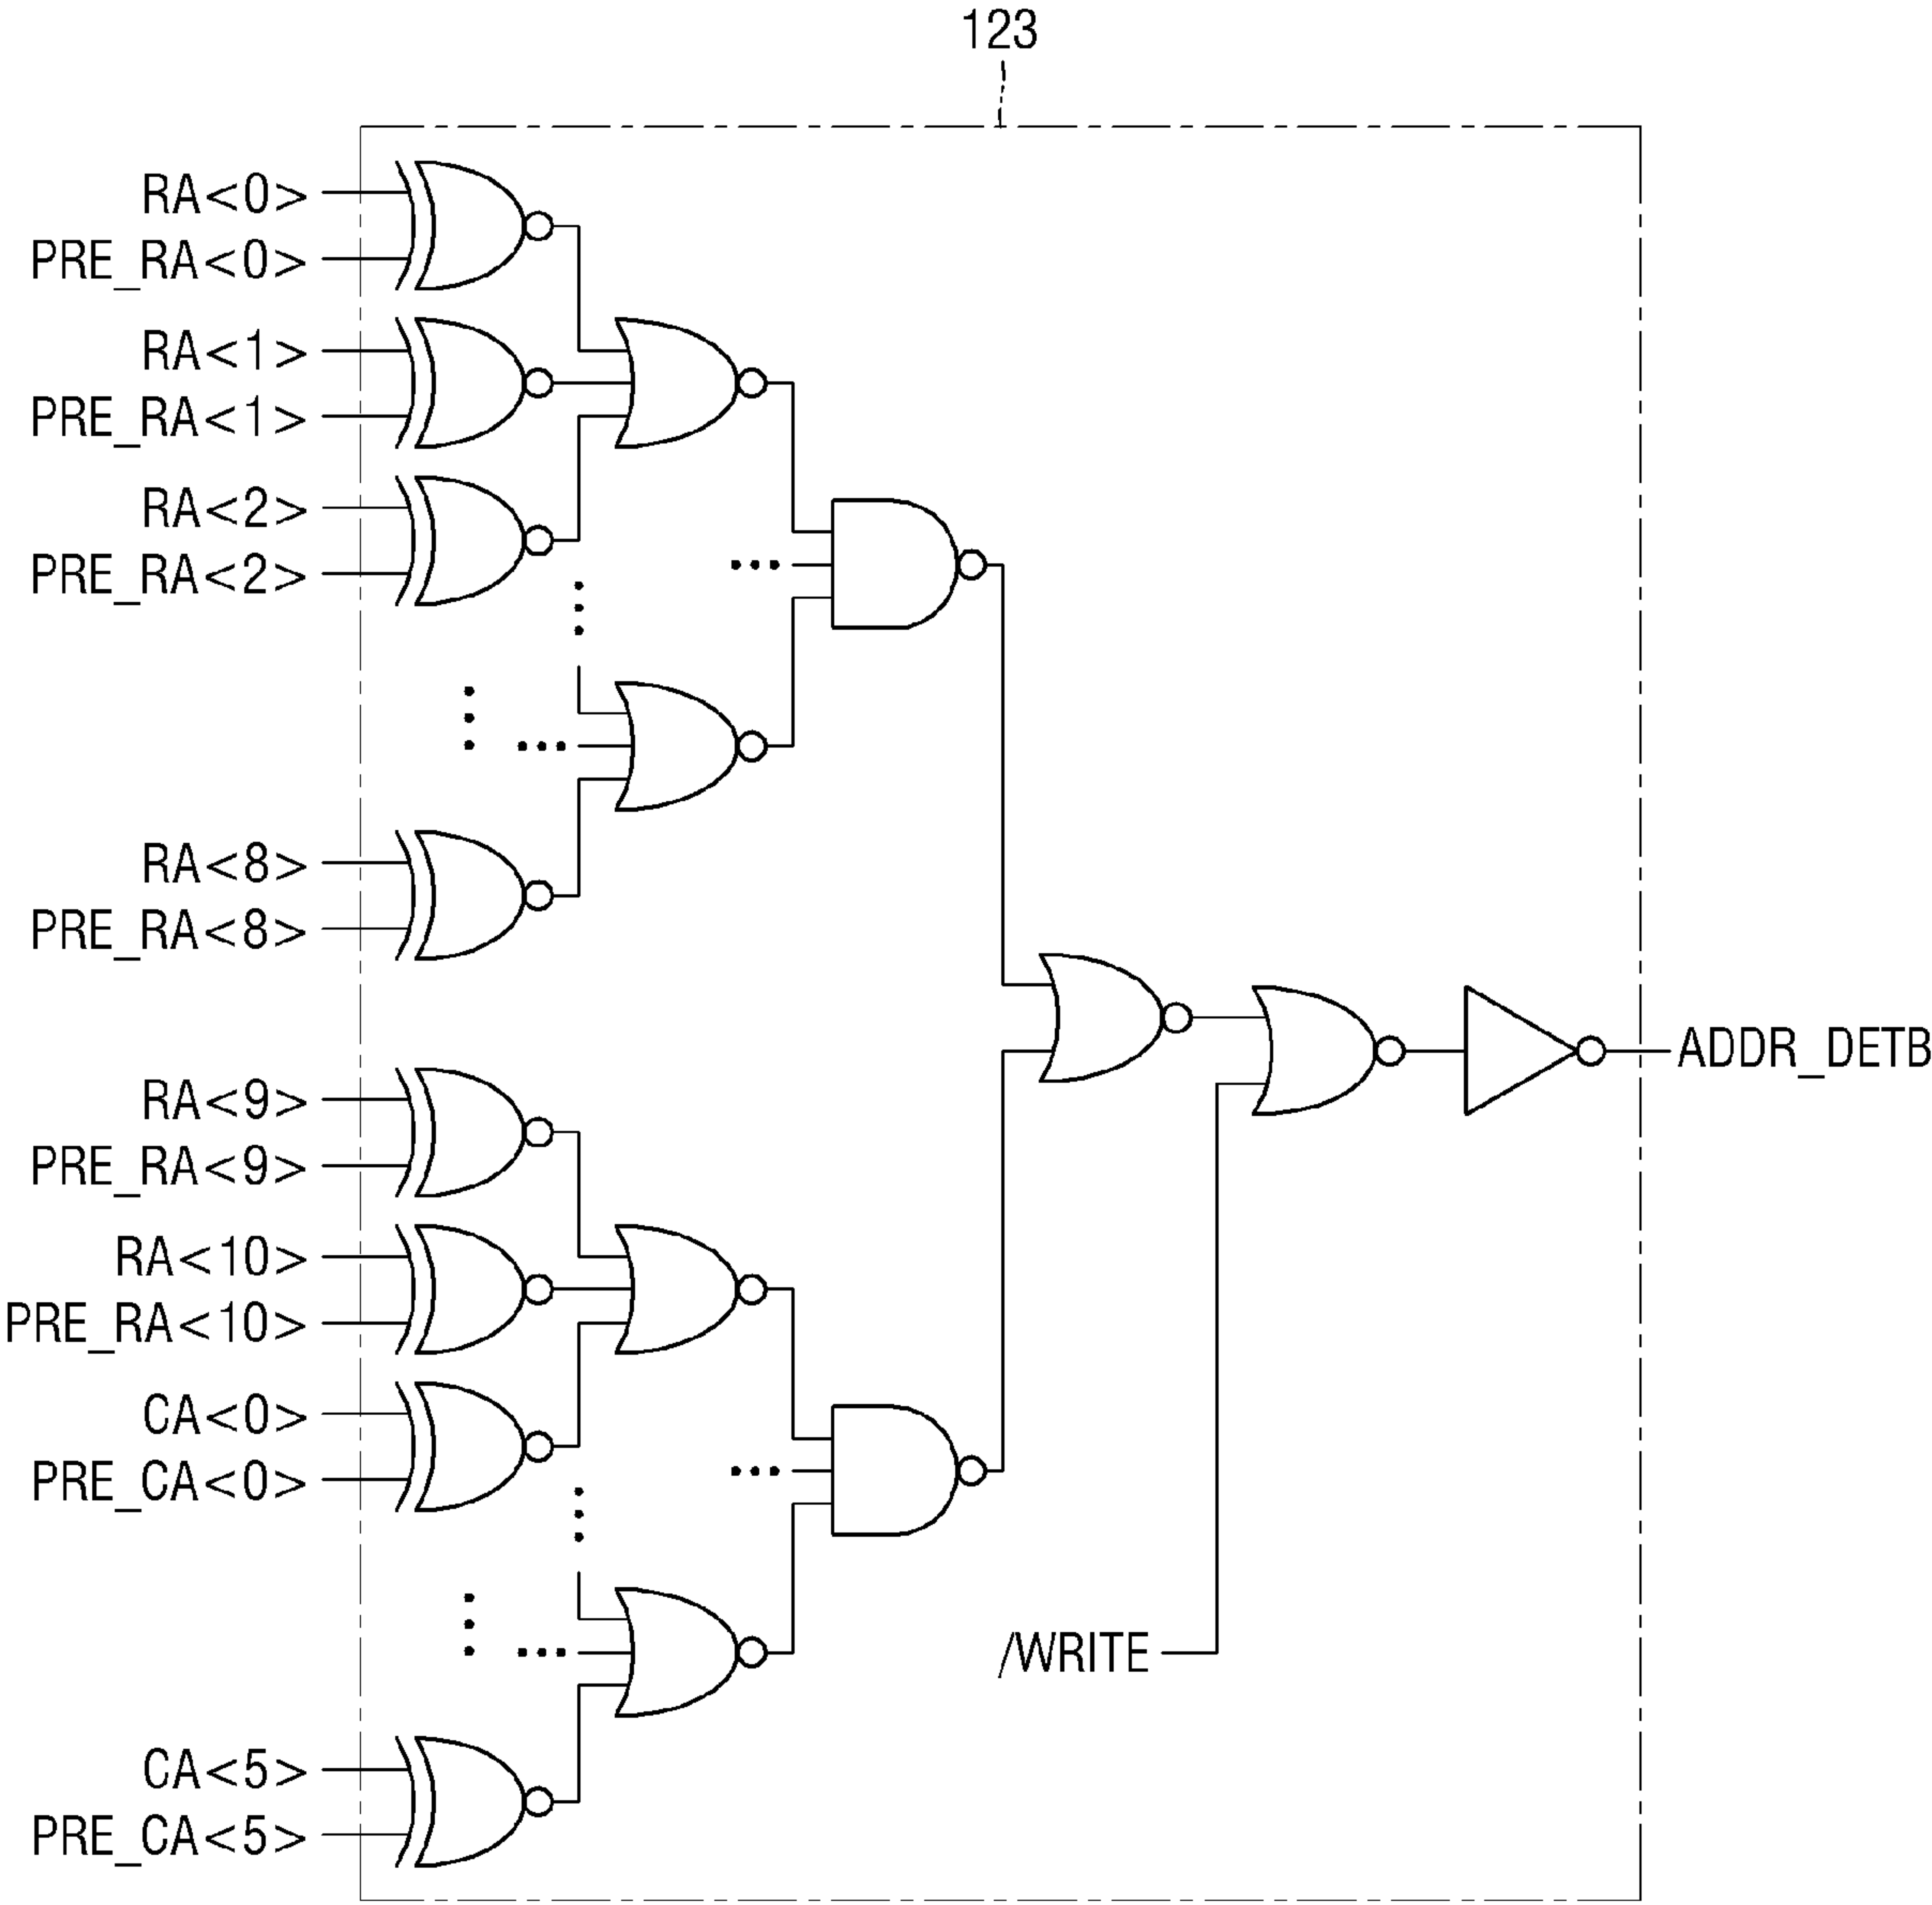 123
RA<0>
PRE_RA<0>
RA<1>
PRE_RA<1>
RA<2>
PRE_RA<2>
RA<8>
PRE_RA<8>
RA<9>
PRE_RA<9>
RA<10>
PRE_RA<10>
CA<0>
PRE_CA<0>
CA<5>
PRE_CA<5>
/WRITE
ADDR_DETB